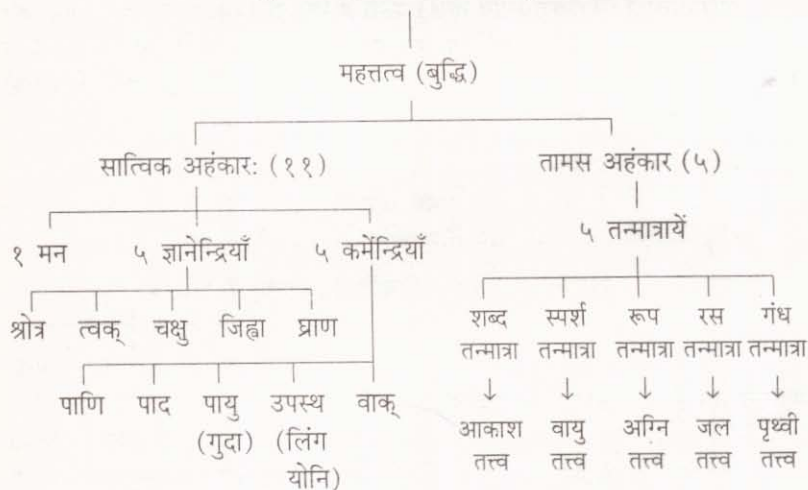 महत्तत्व (बुद्धि)
सात्विक अहंकार: (११)
तामस अहंकार (५)
१ मन ५ ज्ञानेन्द्रियाँ ५ कर्मेन्द्रियाँ
५ तन्मात्रायें
श्रोत्र त्वक् चक्षु जिह्वा घ्राण
शब्द स्पर्श रूप रस गंध
तन्मात्रा तन्मात्रा तन्मात्रा तन्मात्रा तन्मात्रा
पाणि पाद पायु उपस्थ वाक्
(गुदा) (लिंग
योनि)
आकाश वायु अग्नि जल पृथ्वी
तत्त्व तत्त्व तत्त्व तत्त्व तत्त्व